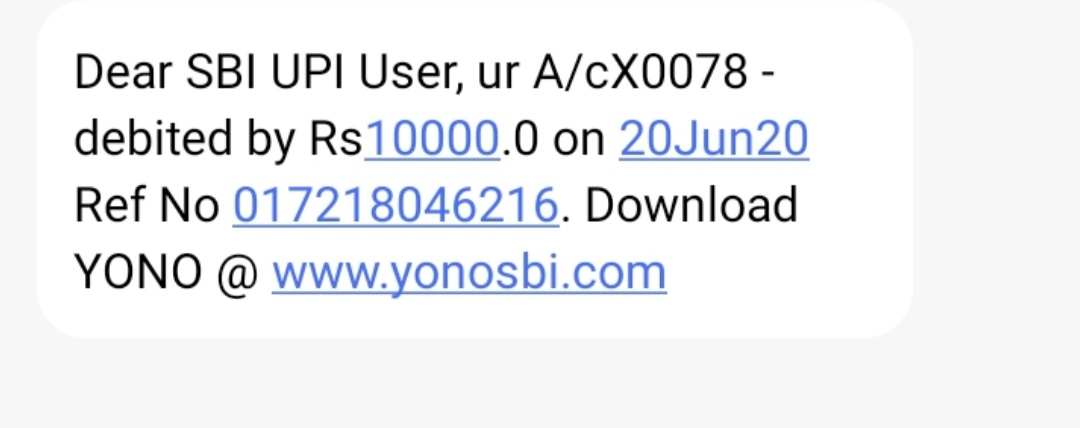 Dear SBI UPI User, ur A/cX0078 -
debited by Rs10000.0 on 20Jun20
Ref No 017218046216. Download
YONO @ www.yonosbi.com